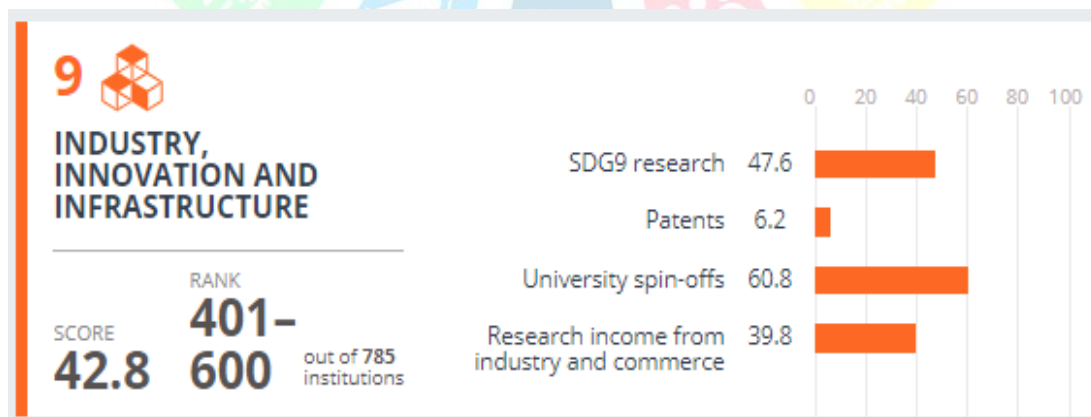 9
INDUSTRY,
INNOVATION AND
INFRASTRUCTURE
SCORE
42.8
RANK
401–
600
out of 785
institutions
0 20 40 60 80 100
SDG9 research 47.6
Patents 6.2
University spin-offs 60.8
Research income from 39.8
industry and commerce